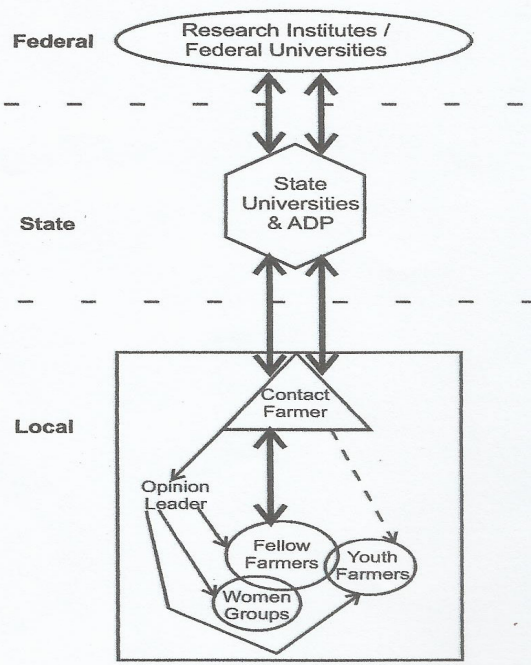 Federal
Research Institutes /
Federal Universities
State
State
Universities
& ADP
Local
Contact
Farmer
Opinion
Leader
Fellow
Farmers
Youth
Farmers
Women
Groups